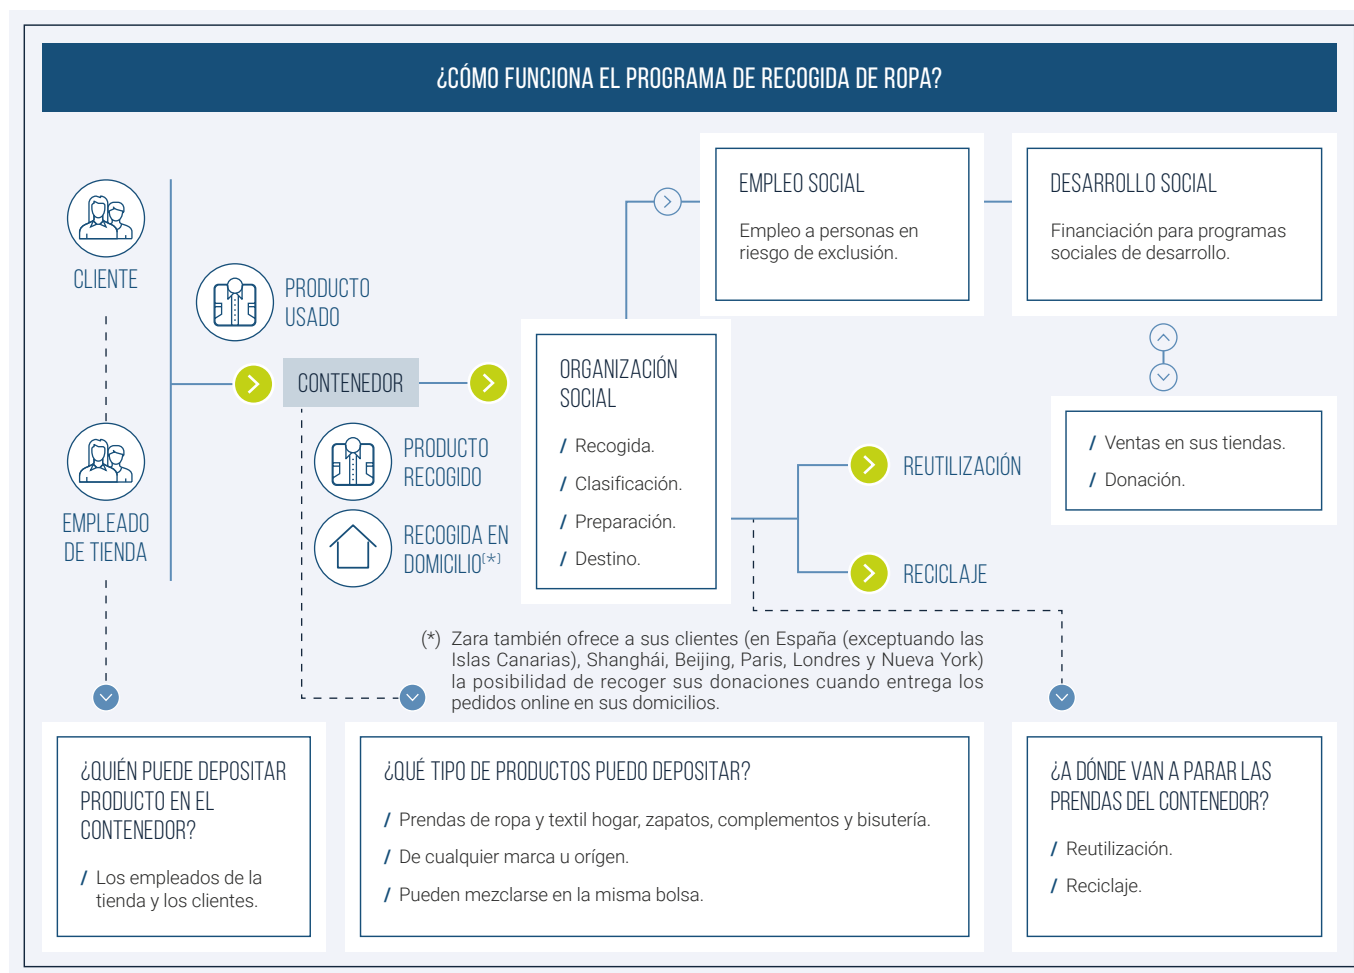 ¿CÓMO FUNCIONA EL PROGRAMA DE RECOGIDA DE ROPA?
CLIENTE
EMPLEADO
DE TIENDA
PRODUCTO
USADO
CONTENEDOR
PRODUCTO
RECOGIDO
RECOGIDA EN
DOMICILIO(*)
ORGANIZACIÓN
SOCIAL
/ Recogida.
/ Clasificación.
/ Preparación.
/ Destino.
EMPLEO SOCIAL
Empleo a personas en
riesgo de exclusión.
DESARROLLO SOCIAL
Financiación para programas
sociales de desarrollo.
/ Ventas en sus tiendas.
/ Donación.
REUTILIZACIÓN
RECICLAJE
(*) Zara también ofrece a sus clientes (en España (exceptuando las
Islas Canarias), Shanghái, Beijing, Paris, Londres y Nueva York)
la posibilidad de recoger sus donaciones cuando entrega los
pedidos online en sus domicilios.
¿QUIÉN PUEDE DEPOSITAR
PRODUCTO EN EL
CONTENEDOR?
/ Los empleados de la
tienda y los clientes.
¿QUÉ TIPO DE PRODUCTOS PUEDO DEPOSITAR?
/ Prendas de ropa y textil hogar, zapatos, complementos y bisutería.
/ De cualquier marca u orígen.
/ Pueden mezclarse en la misma bolsa.
¿A DÓNDE VAN A PARAR LAS
PRENDAS DEL CONTENEDOR?
/ Reutilización.
/ Reciclaje.